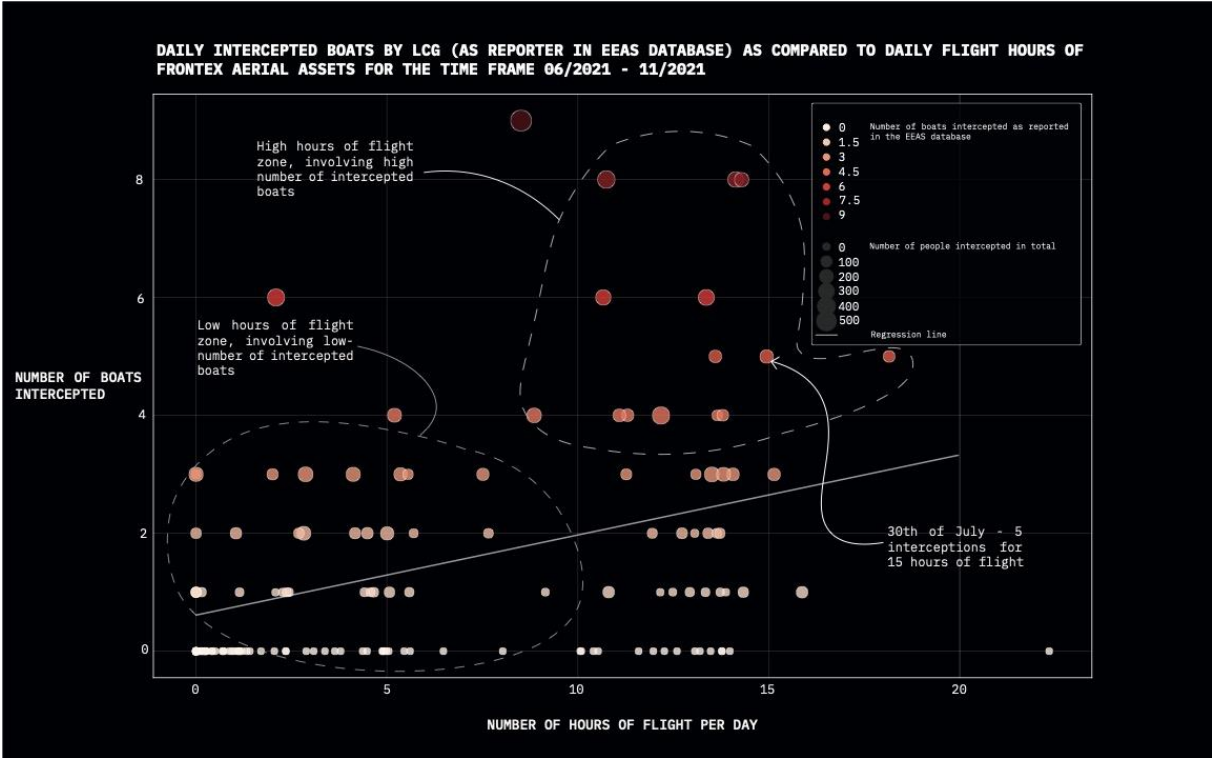 DAILY INTERCEPTED BOATS BY LCG (AS REPORTER IN EEAS DATABASE) AS COMPARED TO DAILY FLIGHT HOURS OF
FRONTEX AERIAL ASSETS FOR THE TIME FRAME 06/2021 - 11/2021
High hours of flight
zone, involving high
number of intercepted
boats
Low hours of flight
zone, involving low-
number of intercepted
boats
0
1.5
3
4.5
6
7.5
9
Number of boats intercepted as reported
in the EEAS database
0
100
200
300
400
500
Number of people intercepted in total
Regression line
30th of July - 5
interceptions for
15 hours of flight
NUMBER OF BOATS
INTERCEPTED
8
6
4
2
0
0 5 10 15 20
NUMBER OF HOURS OF FLIGHT PER DAY